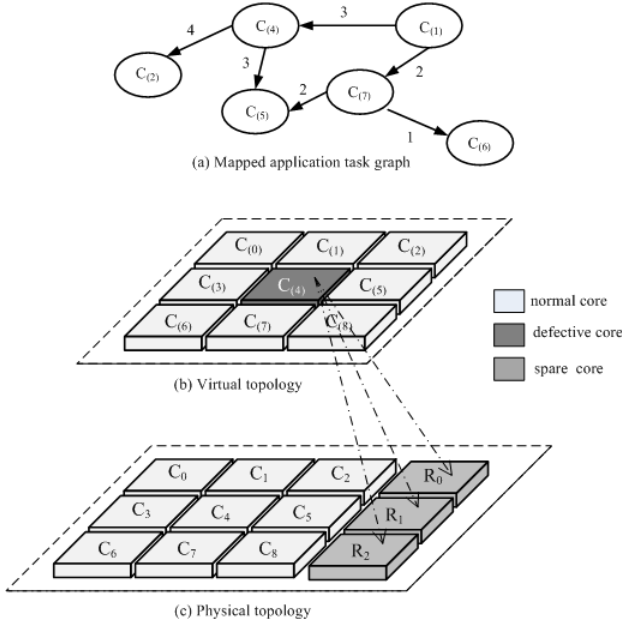 3
C(4)
C(1)
4
C(2)
3
2
2
C(7)
C(5)
1
C(6)
(a) Mapped application task graph
C(0) C(1) C(2)
C(3) C(4) C(5)
C(6) C(7) C(8)
normal core
defective core
spare core
(b) Virtual topology
C0 C1 C2 R0
C3 C4 C5 R1
C6 C7 C8 R2
(c) Physical topology